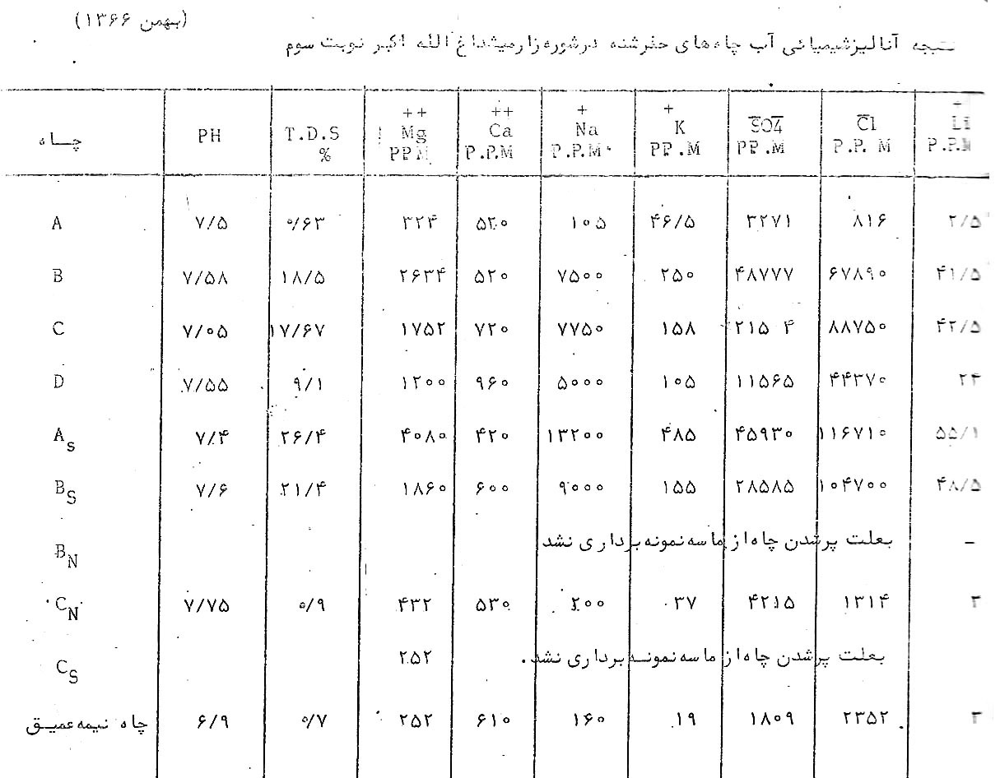 (بهمن ۱۳۶۶)
نتیجه آنالیزشیمیائی آب چاه‌های حفرشده درشوره‌زارمیشداغ الله اکبر نوبت سوم
چاه PH T.D.S % Mg++ PPM Ca++ P.P.M Na+ P.P.M K+ PP.M SO4 PP.M Cl P.P. M Li+ P.P.M
A ۷/۵ ۰/۶۳ ۳۲۴ ۵۲۰ ۱۰۵ ۴۶/۵ ۳۲۷۱ ۸۱۶ ۲/۵
B ۷/۵۸ ۱۸/۵ ۲۶۳۴ ۵۲۰ ۷۵۰۰ ۲۵۰ ۴۸۷۷۷ ۶۷۸۹۰ ۴۱/۵
C ۷/۰۵ ۱۷/۶۷ ۱۷۵۲ ۷۲۰ ۷۷۵۰ ۱۵۸ ۲۱۵ ۴ ۸۸۷۵۰ ۴۲/۵
D ۷/۵۵ ۹/۱ ۱۲۰۰ ۹۶۰ ۵۰۰۰ ۱۰۵ ۱۱۵۶۵ ۴۴۳۷۰ ۲۴
As ۷/۴ ۲۶/۴ ۴۰۸۰ ۴۲۰ ۱۳۲۰۰ ۴۸۵ ۴۵۹۳۰ ۱۱۶۷۱۰ ۵۵/۱
BS ۷/۶ ۲۱/۴ ۱۸۶۰ ۶۰۰ ۹۰۰۰ ۱۵۵ ۲۸۵۸۵ ۱۰۴۷۰۰ ۴۸/۵
BN بعلت پرشدن چاه‌از ماسه نمونه‌برداری نشد –
CN ۷/۷۵ ۰/۹ ۴۳۲ ۵۳۰ ۲۰۰ ۳۷ ۴۲۱۵ ۱۳۱۴ ۳
CS ۲۵۲ بعلت پرشدن چاه‌از ماسه نمونه برداری نشد.
چاه نیمه‌عمیق ۶/۹ ۰/۷ ۲۵۲ ۶۱۰ ۱۶۰ ۱۹ ۱۸۰۹ ۲۳۵۲ ۳